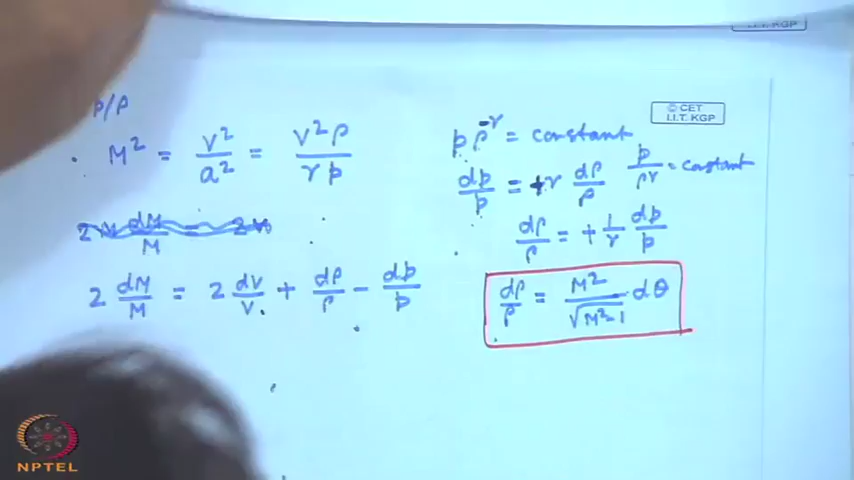 I.I.T. KGP
© CET
I.I.T. KGP
p/ρ
M² = V²/a² = V²ρ/γp
pρ^-γ = constant
dp/p = +γ dρ/ρ
p/ρ^γ = constant
dρ/ρ = +1/γ dp/p
2 dM/M = 2 dV/V + dρ/ρ - dp/p
dρ/ρ = M²/√(M²-1) dθ
NPTEL